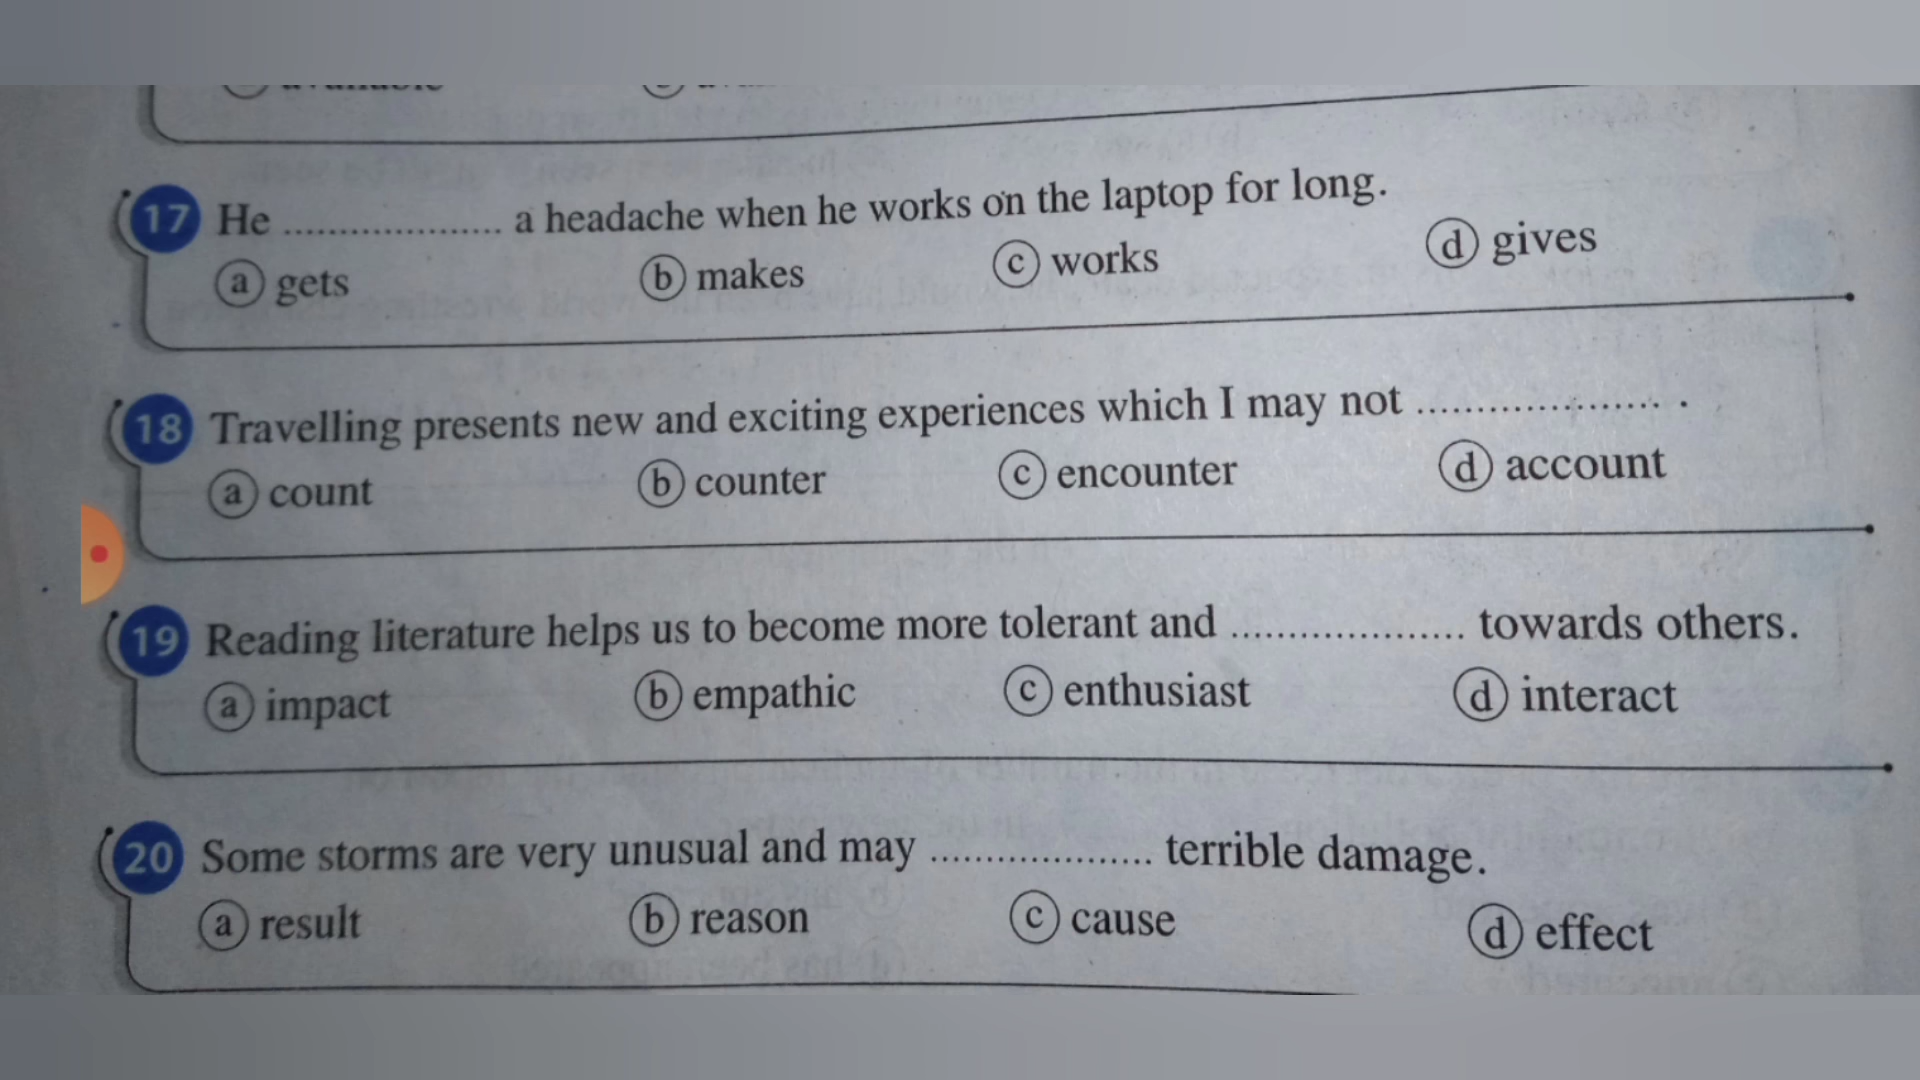 17 He .................... a headache when he works on the laptop for long.
a gets b makes c works d gives
18 Travelling presents new and exciting experiences which I may not .................... .
a count b counter c encounter d account
19 Reading literature helps us to become more tolerant and .................... towards others.
a impact b empathic c enthusiast d interact
20 Some storms are very unusual and may .................... terrible damage.
a result b reason c cause d effect